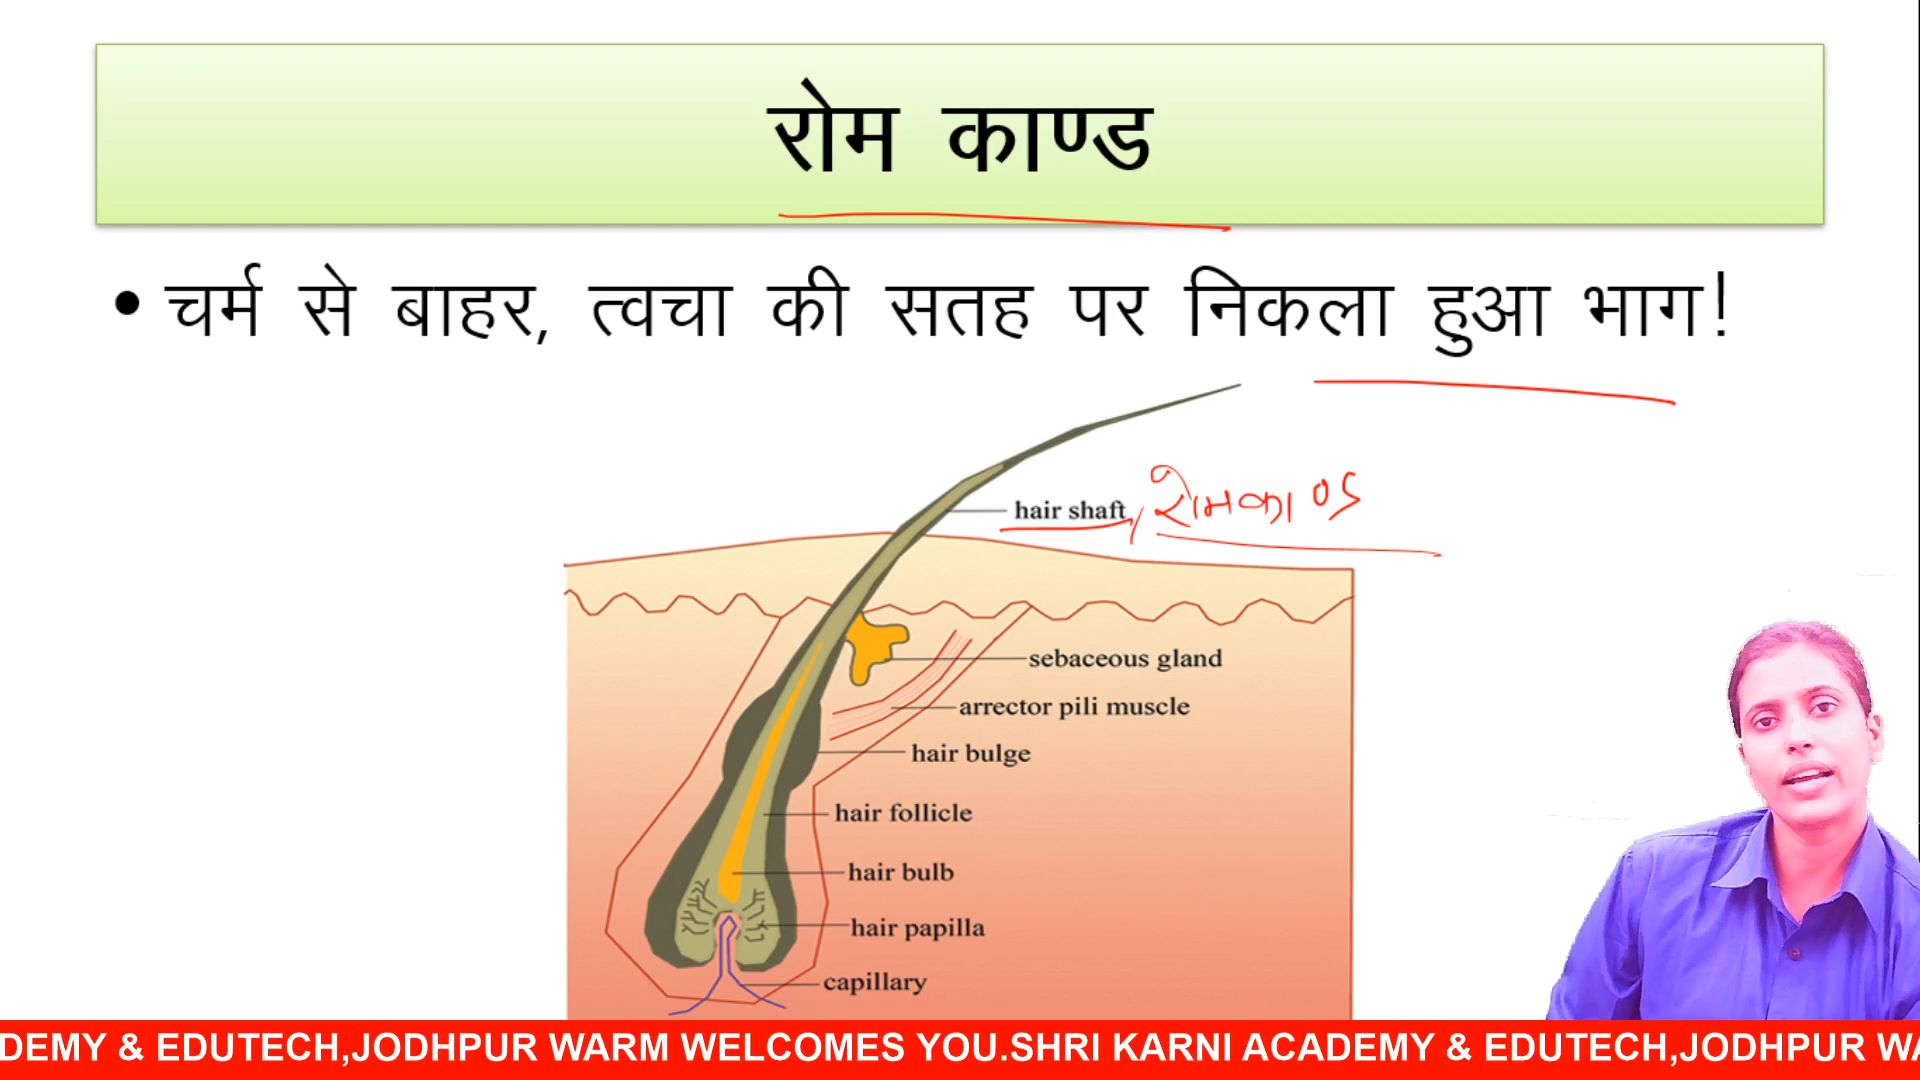 रोम काण्ड
• चर्म से बाहर, त्वचा की सतह पर निकला हुआ भाग!
hair shaft, रोमकाण्ड
sebaceous gland
arrector pili muscle
hair bulge
hair follicle
hair bulb
hair papilla
capillary
DEMY & EDUTECH,JODHPUR WARM WELCOMES YOU.SHRI KARNI ACADEMY & EDUTECH,JODHPUR WA